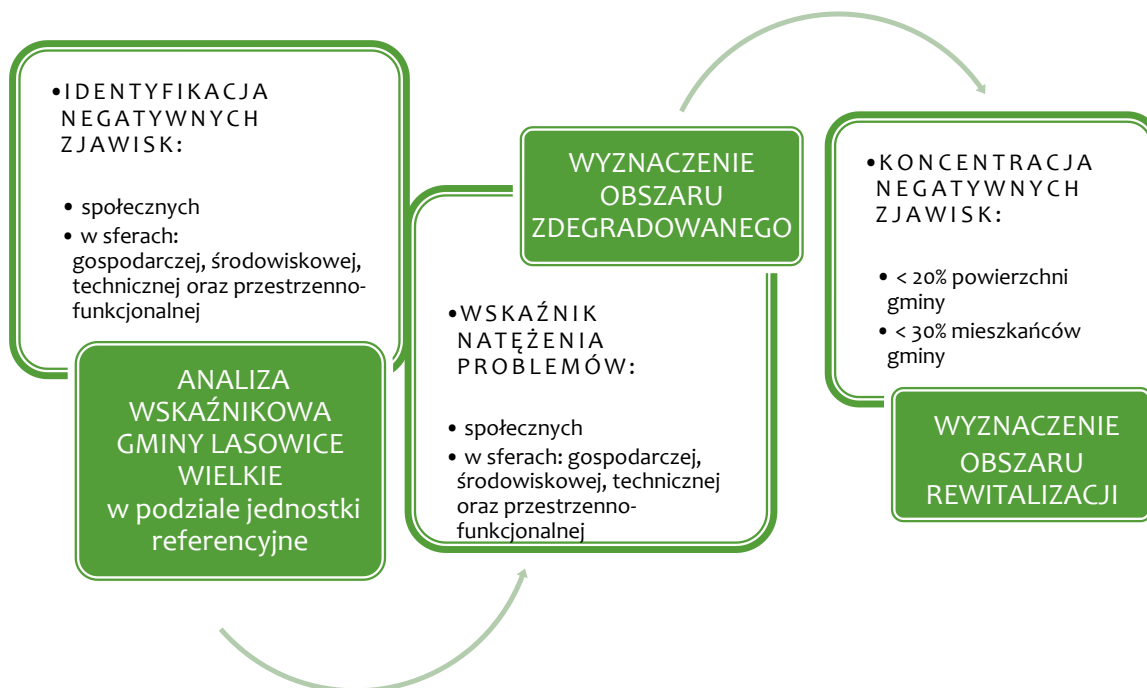 •IDENTYFIKACJA
NEGATYWNYCH
ZJAWISK:
• społecznych
• w sferach:
gospodarczej, środowiskowej,
technicznej oraz przestrzenno-
funkcjonalnej
ANALIZA
WSKAŹNIKOWA
GMINY LASOWICE
WIELKIE
w podziale jednostki
referencyjne
WYZNACZENIE
OBSZARU
ZDEGRADOWANEGO
•WSKAŹNIK
NATĘŻENIA
PROBLEMÓW:
• społecznych
• w sferach: gospodarczej,
środowiskowej, technicznej
oraz przestrzenno-
funkcjonalnej
•KONCENTRACJA
NEGATYWNYCH
ZJAWISK:
• < 20% powierzchni
gminy
• < 30% mieszkańców
gminy
WYZNACZENIE
OBSZARU
REWITALIZACJI